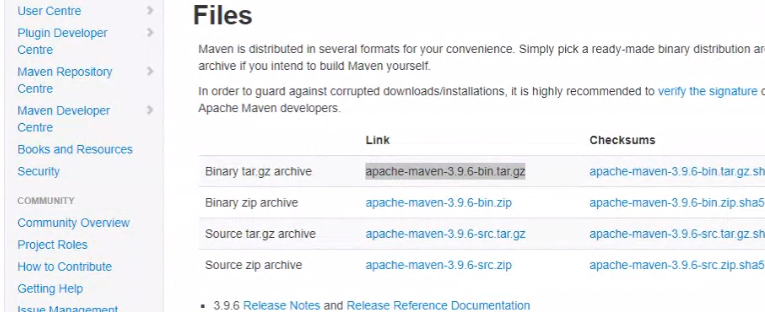 User Centre
Plugin Developer
Centre
Maven Repository
Centre
Maven Developer
Centre
Books and Resources
Security
COMMUNITY
Community Overview
Project Roles
How to Contribute
Getting Help
Issue Management
Files
Maven is distributed in several formats for your convenience. Simply pick a ready-made binary distribution
archive if you intend to build Maven yourself.
In order to guard against corrupted downloads/installations, it is highly recommended to verify the signature
Apache Maven developers.
Link Checksums
Binary tar.gz archive apache-maven-3.9.6-bin.tar.gz apache-maven-3.9.6-bin.tar.gz.sh
Binary zip archive apache-maven-3.9.6-bin.zip apache-maven-3.9.6-bin.zip.sha5
Source tar.gz archive apache-maven-3.9.6-src.tar.gz apache-maven-3.9.6-src.tar.gz.sh
Source zip archive apache-maven-3.9.6-src.zip apache-maven-3.9.6-src.zip.sha5
▪ 3.9.6 Release Notes and Release Reference Documentation